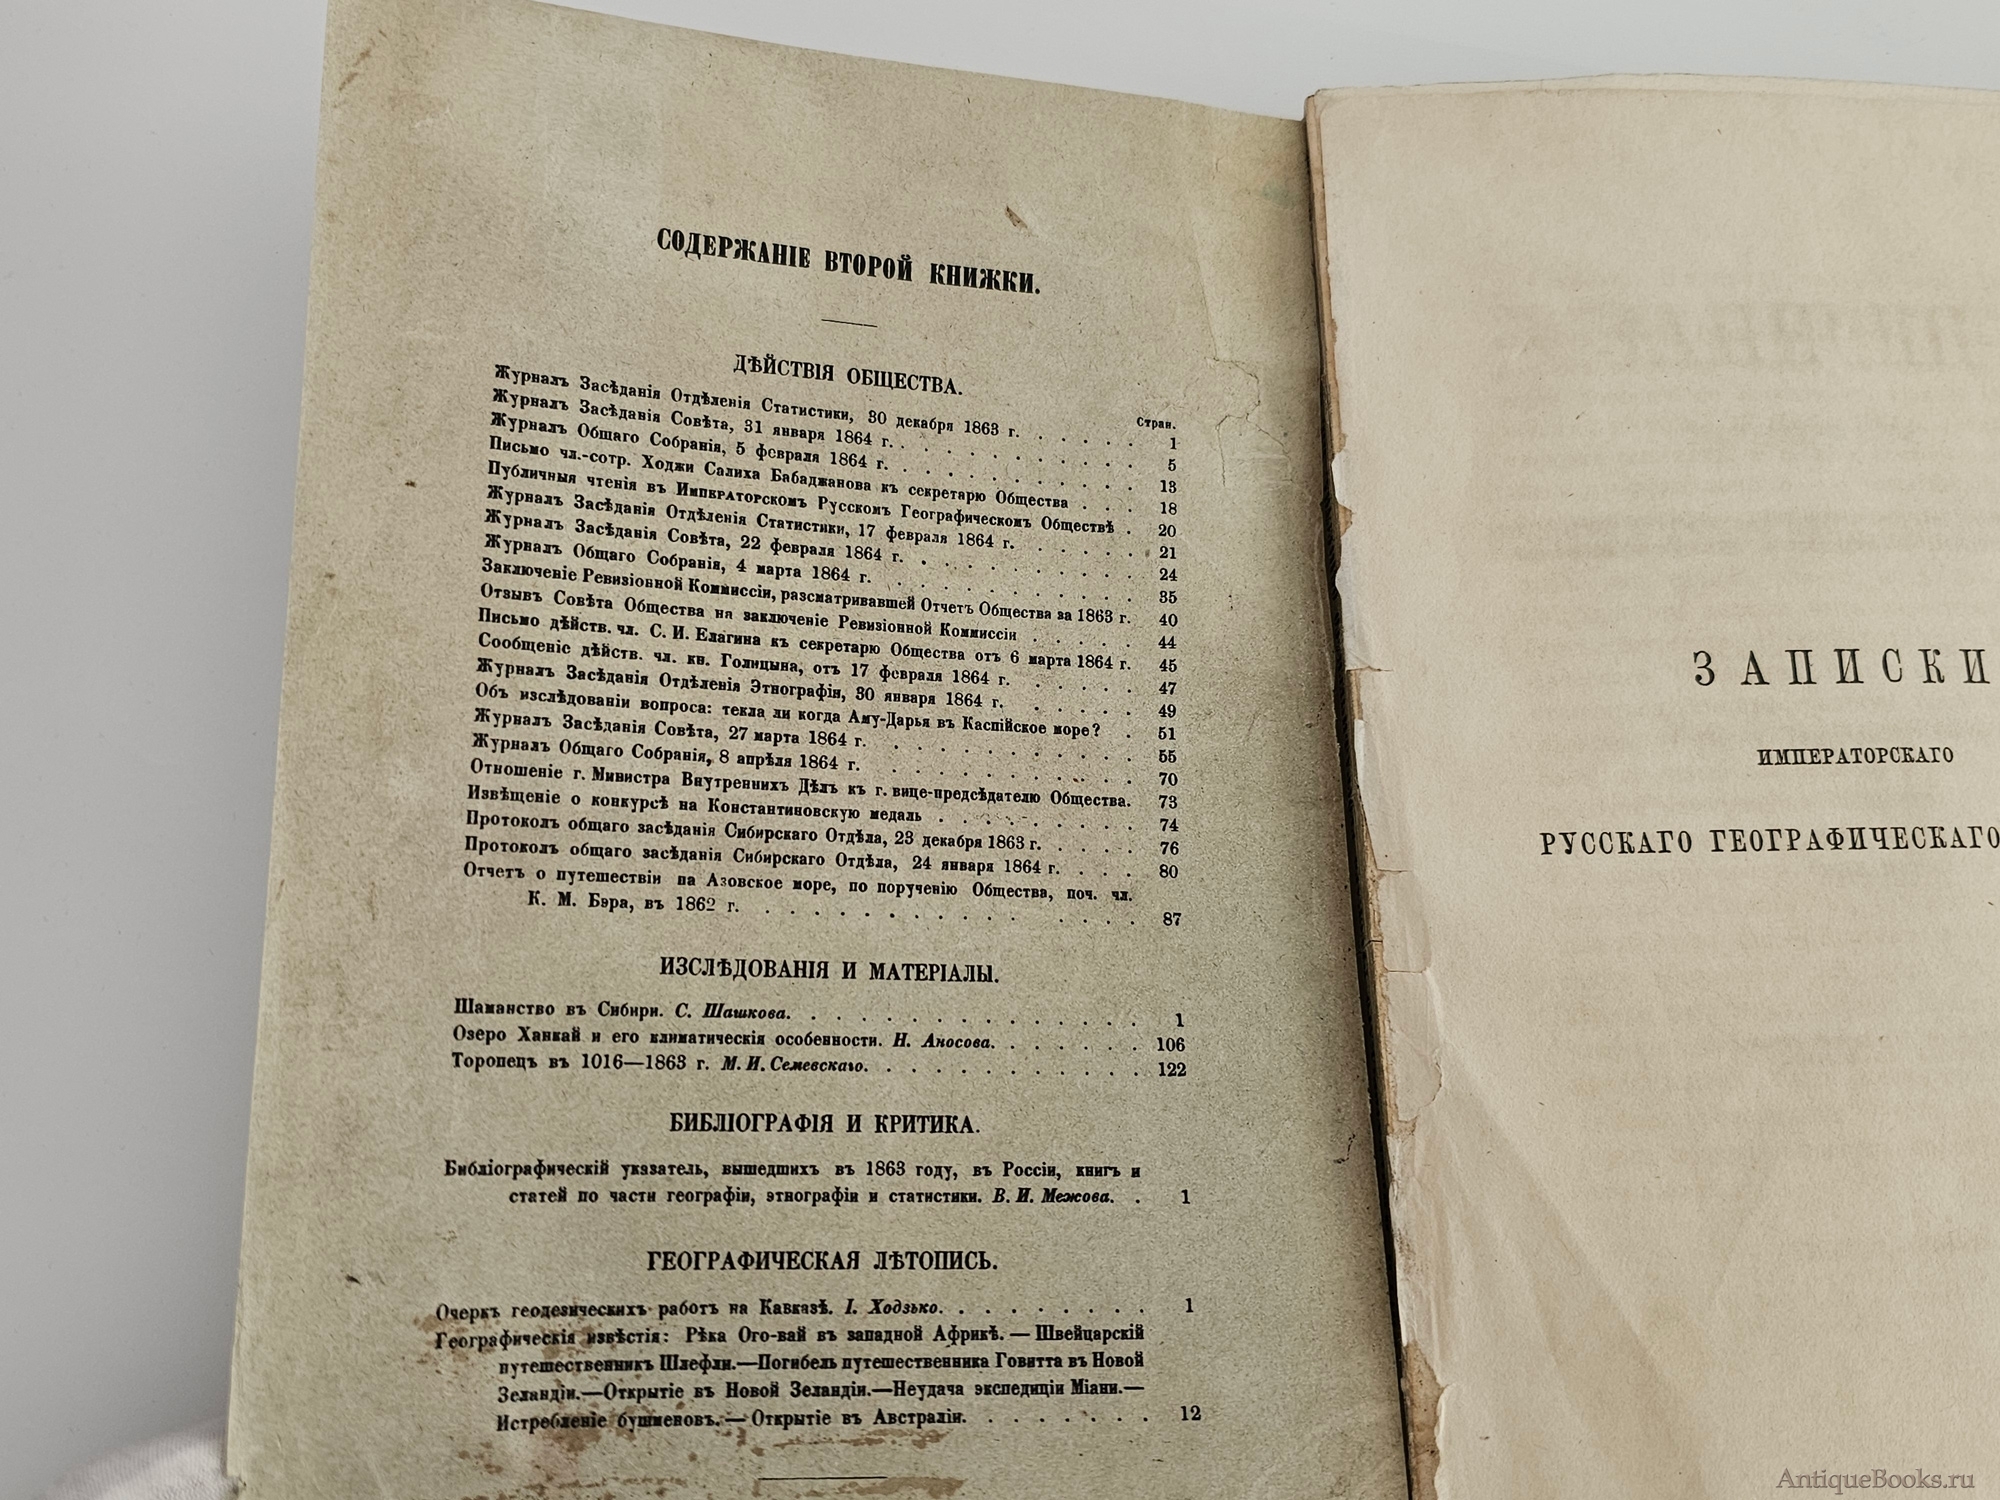 СОДЕРЖАНІЕ ВТОРОЙ КНИЖКИ.
ДѢЙСТВІЯ ОБЩЕСТВА.
Стран.
Журналъ Засѣданія Отдѣленія Статистики, 30 декабря 1863 г. . . . . . 1
Журналъ Засѣданія Совѣта, 31 января 1864 г. . . . . . . . . . 5
Журналъ Общаго Собранія, 5 февраля 1864 г. . . . . . . . . . 13
Письмо чл.-сотр. Ходжи Салиха Бабаджанова къ секретарю Общества . . . 18
Публичныя чтенія въ Императорскомъ Русскомъ Географическомъ Обществѣ . 20
Журналъ Засѣданія Отдѣленія Статистики, 17 февраля 1864 г. . . . . . 21
Журналъ Засѣданія Совѣта, 22 февраля 1864 г. . . . . . . . . . 24
Журналъ Общаго Собранія, 4 марта 1864 г. . . . . . . . . . . 35
Заключеніе Ревизіонной Коммиссіи, разсматривавшей Отчетъ Общества за 1863 г. 40
Отзывъ Совѣта Общества на заключеніе Ревизіонной Коммиссіи . . . . . 44
Письмо дѣйств. чл. С. И. Елагина къ секретарю Общества отъ 6 марта 1864 г. 45
Сообщеніе дѣйств. чл. кн. Голицына, отъ 17 февраля 1864 г. . . . . . 47
Журналъ Засѣданія Отдѣленія Этнографіи, 30 января 1864 г. . . . . . 49
Объ изслѣдованіи вопроса: текла ли когда Аму-Дарья въ Каспійское море? . 51
Журналъ Засѣданія Совѣта, 27 марта 1864 г. . . . . . . . . . . 55
Журналъ Общаго Собранія, 8 апрѣля 1864 г. . . . . . . . . . . 70
Отношеніе г. Министра Внутреннихъ Дѣлъ къ г. вице-предсѣдателю Общества. 73
Извѣщеніе о конкурсѣ на Константиновскую медаль . . . . . . . . 74
Протоколъ общаго засѣданія Сибирскаго Отдѣла, 23 декабря 1863 г. . . . . 76
Протоколъ общаго засѣданія Сибирскаго Отдѣла, 24 января 1864 г. . . . 80
Отчетъ о путешествіи на Азовское море, по порученію Общества, поч. чл.
К. М. Бэра, въ 1862 г. . . . . . . . . . . . . . . 87
ИЗСЛѢДОВАНІЯ И МАТЕРІАЛЫ.
Шаманство въ Сибири. С. Шашкова. . . . . . . . . . . . . . 1
Озеро Ханкай и его климатическія особенности. Н. Аносова. . . . . . . 106
Торопецъ въ 1016—1863 г. М. И. Семевскаго. . . . . . . . . . . 122
БИБЛІОГРАФІЯ И КРИТИКА.
Библіографическій указатель, вышедшихъ въ 1863 году, въ Россіи, книгъ и
статей по части географіи, этнографіи и статистики. В. И. Межова. . 1
ГЕОГРАФИЧЕСКАЯ ЛѢТОПИСЬ.
Очеркъ геодезическихъ работъ на Кавказѣ. I. Ходзько. . . . . . . . . 1
Географическія извѣстія: Рѣка Ого-вай въ западной Африкѣ. — Швейцарскій
путешественникъ Шлефли.—Погибель путешественника Говитта въ Новой
Зеландіи.—Открытіе въ Новой Зеландіи.—Неудача экспедиціи Міани.—
Истребленіе бушменовъ.—Открытіе въ Австраліи. . . . . . . . 12
ЗАПИСКИ
ИМПЕРАТОРСКАГО
РУССКАГО ГЕОГРАФИЧЕСКАГО
AntiqueBooks.ru